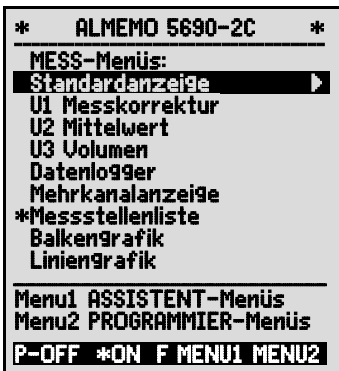 * ALMEMO 5690-2C *
MESS-Menüs:
Standardanzeige ▶
U1 Messkorrektur
U2 Mittelwert
U3 Volumen
Datenlogger
Mehrkanalanzeige
*Messstellenliste
Balkengrafik
Liniengrafik
Menu1 ASSISTENT-Menüs
Menu2 PROGRAMMIER-Menüs
P-OFF *ON F MENU1 MENU2